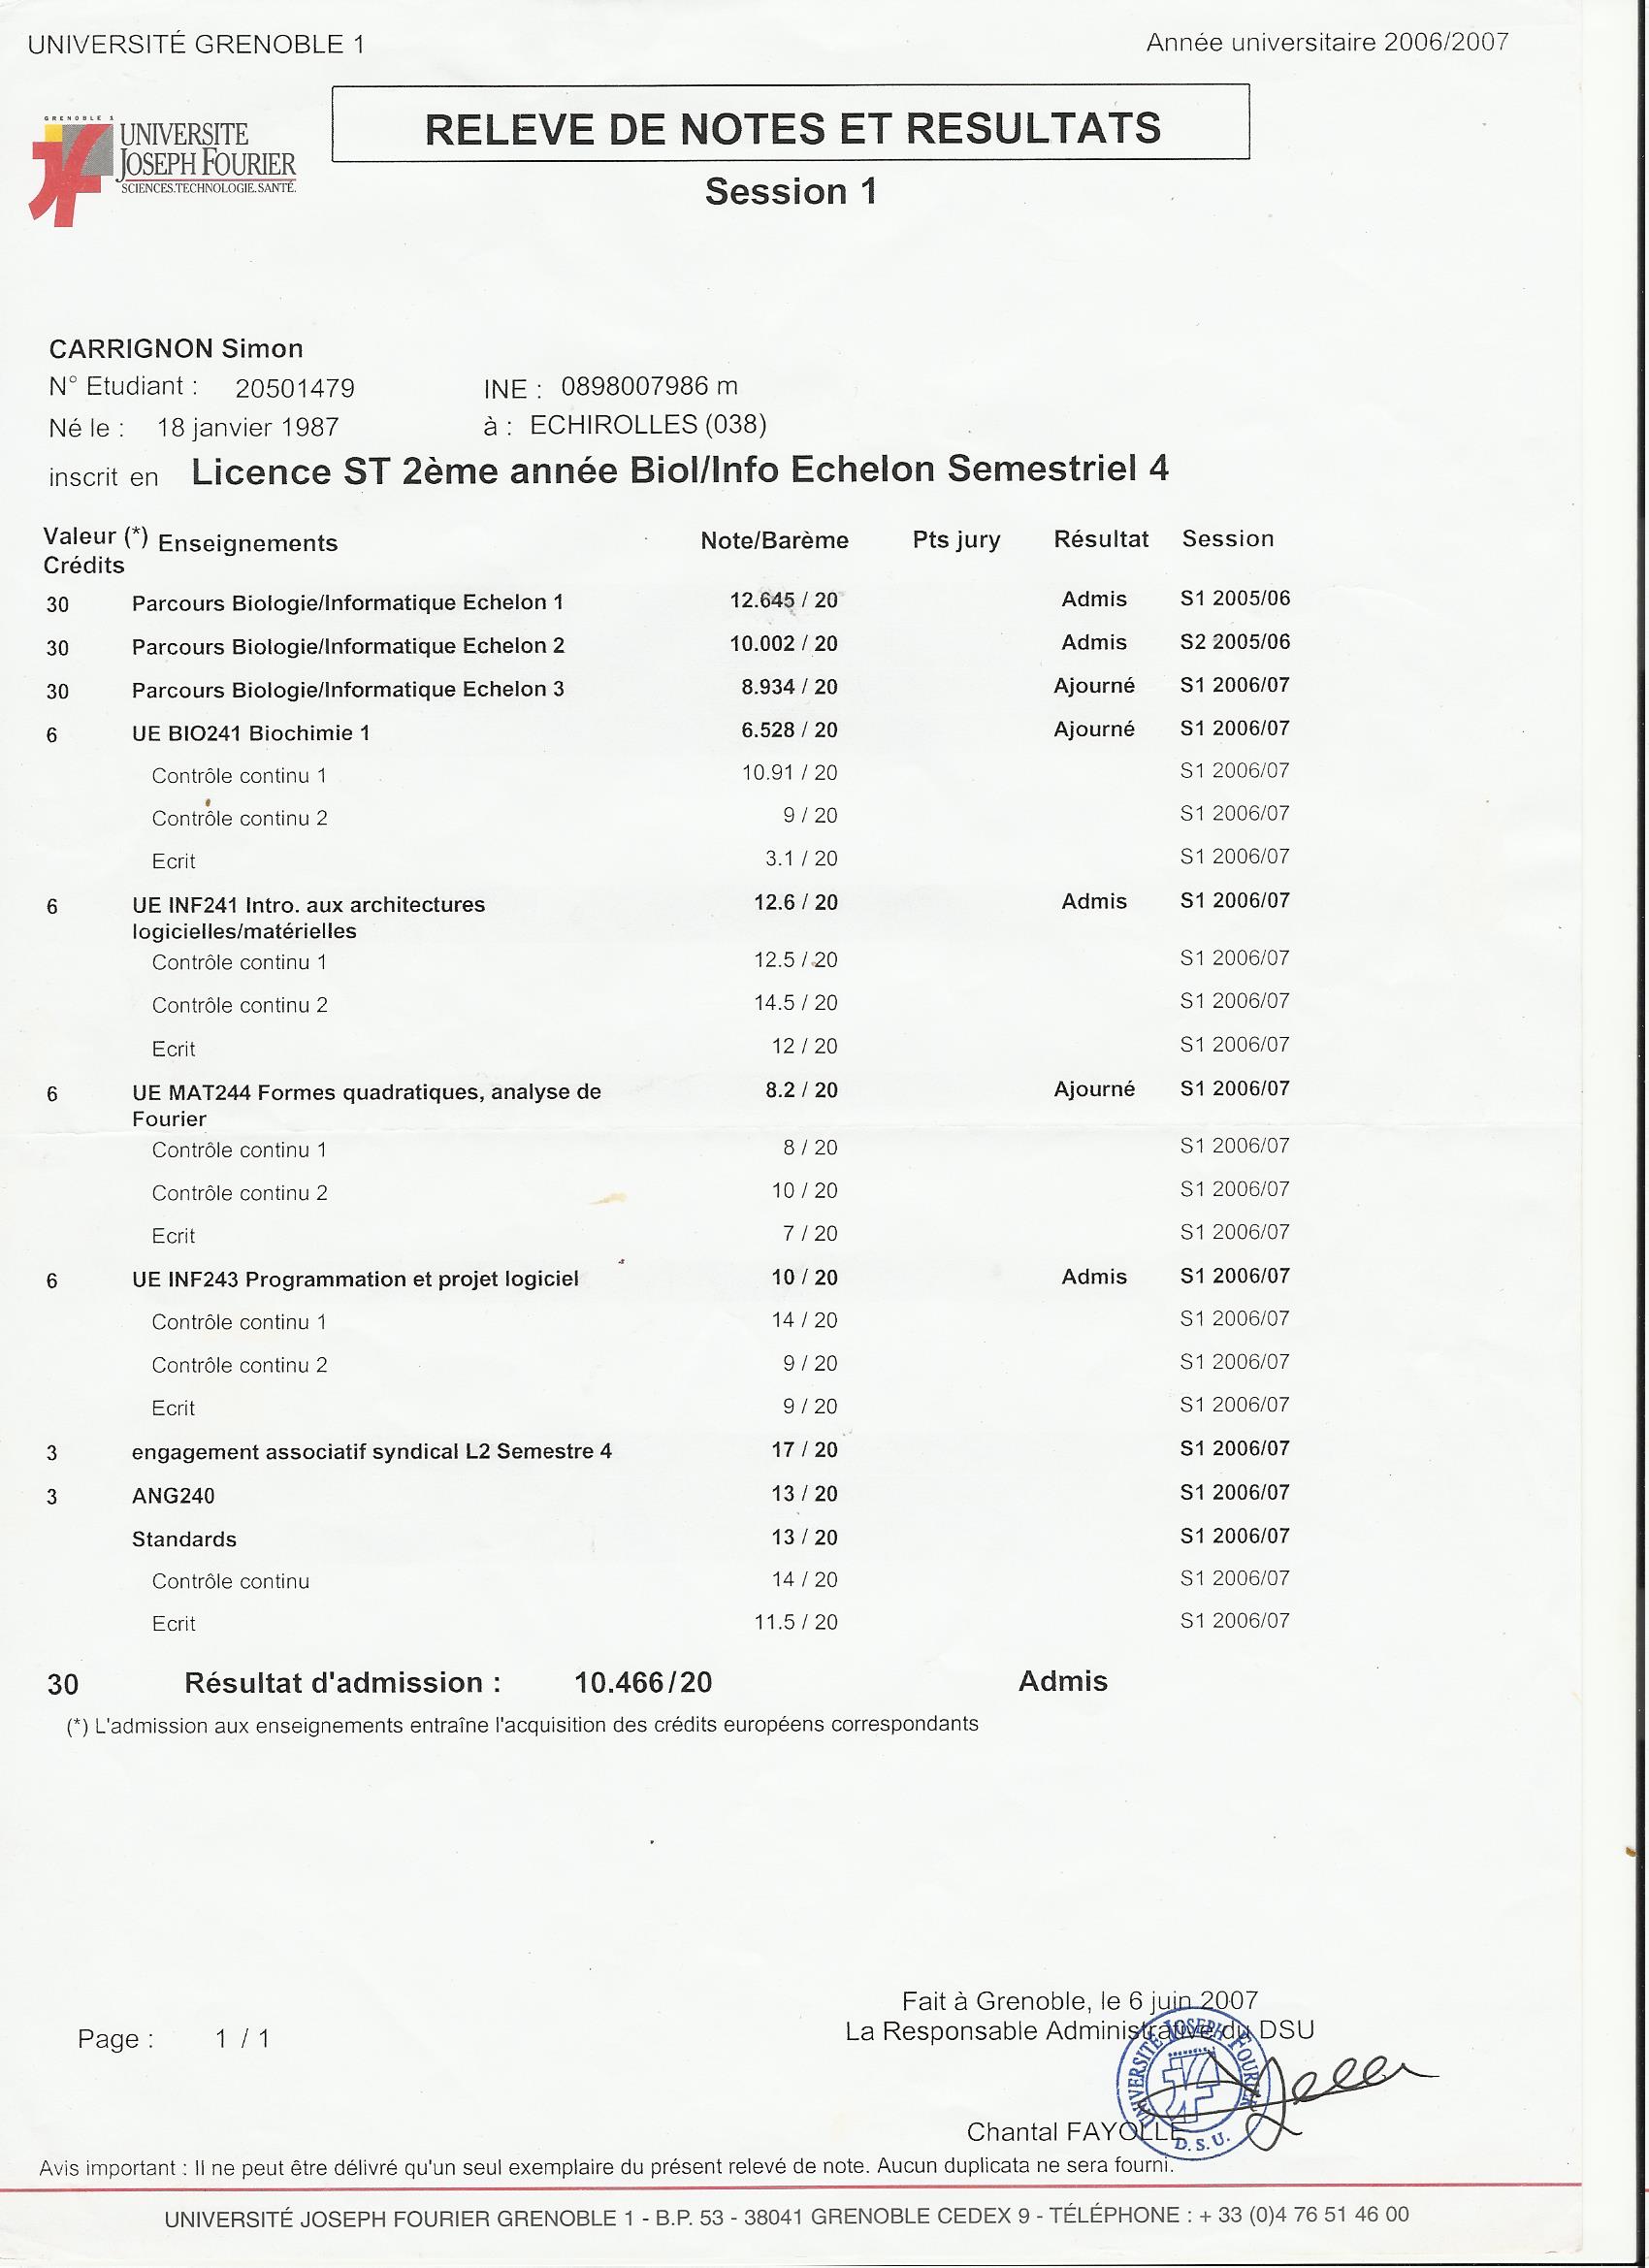 UNIVERSITÉ GRENOBLE 1
Année universitaire 2006/2007
GRENOBLE 1
UNIVERSITE
JOSEPH FOURIER
SCIENCES.TECHNOLOGIE.SANTÉ.
RELEVE DE NOTES ET RESULTATS
Session 1
CARRIGNON Simon
N° Etudiant : 20501479 INE : 0898007986 m
Né le : 18 janvier 1987 à : ECHIROLLES (038)
inscrit en Licence ST 2ème année Biol/Info Echelon Semestriel 4
Valeur (*) Enseignements Note/Barème Pts jury Résultat Session
Crédits
30 Parcours Biologie/Informatique Echelon 1 12.645 / 20 Admis S1 2005/06
30 Parcours Biologie/Informatique Echelon 2 10.002 / 20 Admis S2 2005/06
30 Parcours Biologie/Informatique Echelon 3 8.934 / 20 Ajourné S1 2006/07
6 UE BIO241 Biochimie 1 6.528 / 20 Ajourné S1 2006/07
Contrôle continu 1 10.91 / 20 S1 2006/07
Contrôle continu 2 9 / 20 S1 2006/07
Ecrit 3.1 / 20 S1 2006/07
6 UE INF241 Intro. aux architectures 12.6 / 20 Admis S1 2006/07
logicielles/matérielles
Contrôle continu 1 12.5 / 20 S1 2006/07
Contrôle continu 2 14.5 / 20 S1 2006/07
Ecrit 12 / 20 S1 2006/07
6 UE MAT244 Formes quadratiques, analyse de 8.2 / 20 Ajourné S1 2006/07
Fourier
Contrôle continu 1 8 / 20 S1 2006/07
Contrôle continu 2 10 / 20 S1 2006/07
Ecrit 7 / 20 S1 2006/07
6 UE INF243 Programmation et projet logiciel 10 / 20 Admis S1 2006/07
Contrôle continu 1 14 / 20 S1 2006/07
Contrôle continu 2 9 / 20 S1 2006/07
Ecrit 9 / 20 S1 2006/07
3 engagement associatif syndical L2 Semestre 4 17 / 20 S1 2006/07
3 ANG240 13 / 20 S1 2006/07
Standards 13 / 20 S1 2006/07
Contrôle continu 14 / 20 S1 2006/07
Ecrit 11.5 / 20 S1 2006/07
30 Résultat d'admission : 10.466/20 Admis
(*) L'admission aux enseignements entraîne l'acquisition des crédits européens correspondants
Fait à Grenoble, le 6 juin 2007
La Responsable Administrative du DSU
Page : 1 / 1
UNIVERSITÉ JOSEPH FOURIER
D.S.U.
Chantal FAYOLLE
Avis important : Il ne peut être délivré qu'un seul exemplaire du présent relevé de note. Aucun duplicata ne sera fourni.
UNIVERSITÉ JOSEPH FOURIER GRENOBLE 1 - B.P. 53 - 38041 GRENOBLE CEDEX 9 - TÉLÉPHONE : + 33 (0)4 76 51 46 00